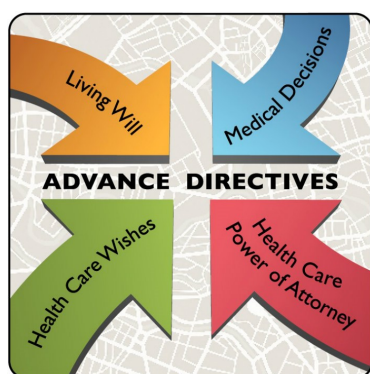 Living Will
Medical Decisions
ADVANCE DIRECTIVES
Health Care Wishes
Health Care
Power of Attorney